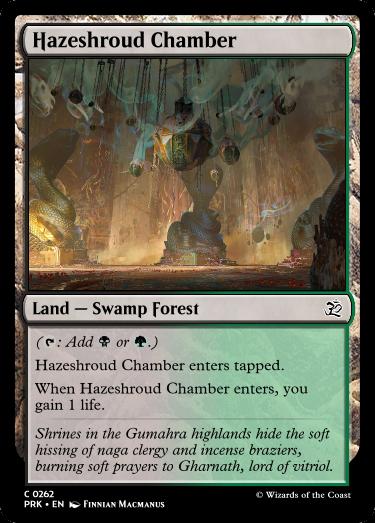 Hazeshroud Chamber
Land — Swamp Forest
(: Add or .)
Hazeshroud Chamber enters tapped.
When Hazeshroud Chamber enters, you
gain 1 life.
Shrines in the Gumahra highlands hide the soft
hissing of naga clergy and incense braziers,
burning soft prayers to Gharnath, lord of vitriol.
C 0262
PRK • EN Finnian Macmanus
© Wizards of the Coast